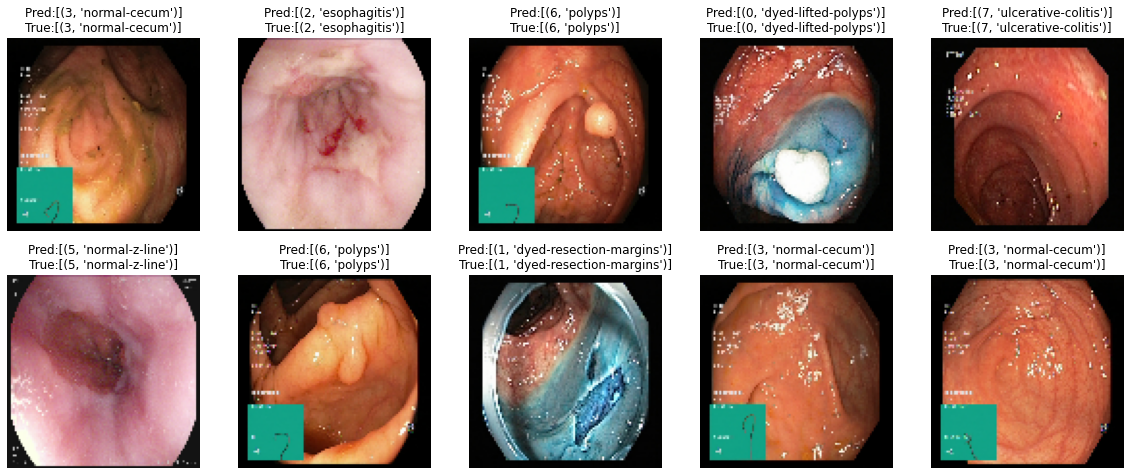 Pred:[(3, 'normal-cecum')]
True:[(3, 'normal-cecum')]
Pred:[(2, 'esophagitis')]
True:[(2, 'esophagitis')]
Pred:[(6, 'polyps')]
True:[(6, 'polyps')]
Pred:[(0, 'dyed-lifted-polyps')]
True:[(0, 'dyed-lifted-polyps')]
Pred:[(7, 'ulcerative-colitis')]
True:[(7, 'ulcerative-colitis')]
Pred:[(5, 'normal-z-line')]
True:[(5, 'normal-z-line')]
Pred:[(6, 'polyps')]
True:[(6, 'polyps')]
Pred:[(1, 'dyed-resection-margins')]
True:[(1, 'dyed-resection-margins')]
Pred:[(3, 'normal-cecum')]
True:[(3, 'normal-cecum')]
Pred:[(3, 'normal-cecum')]
True:[(3, 'normal-cecum')]